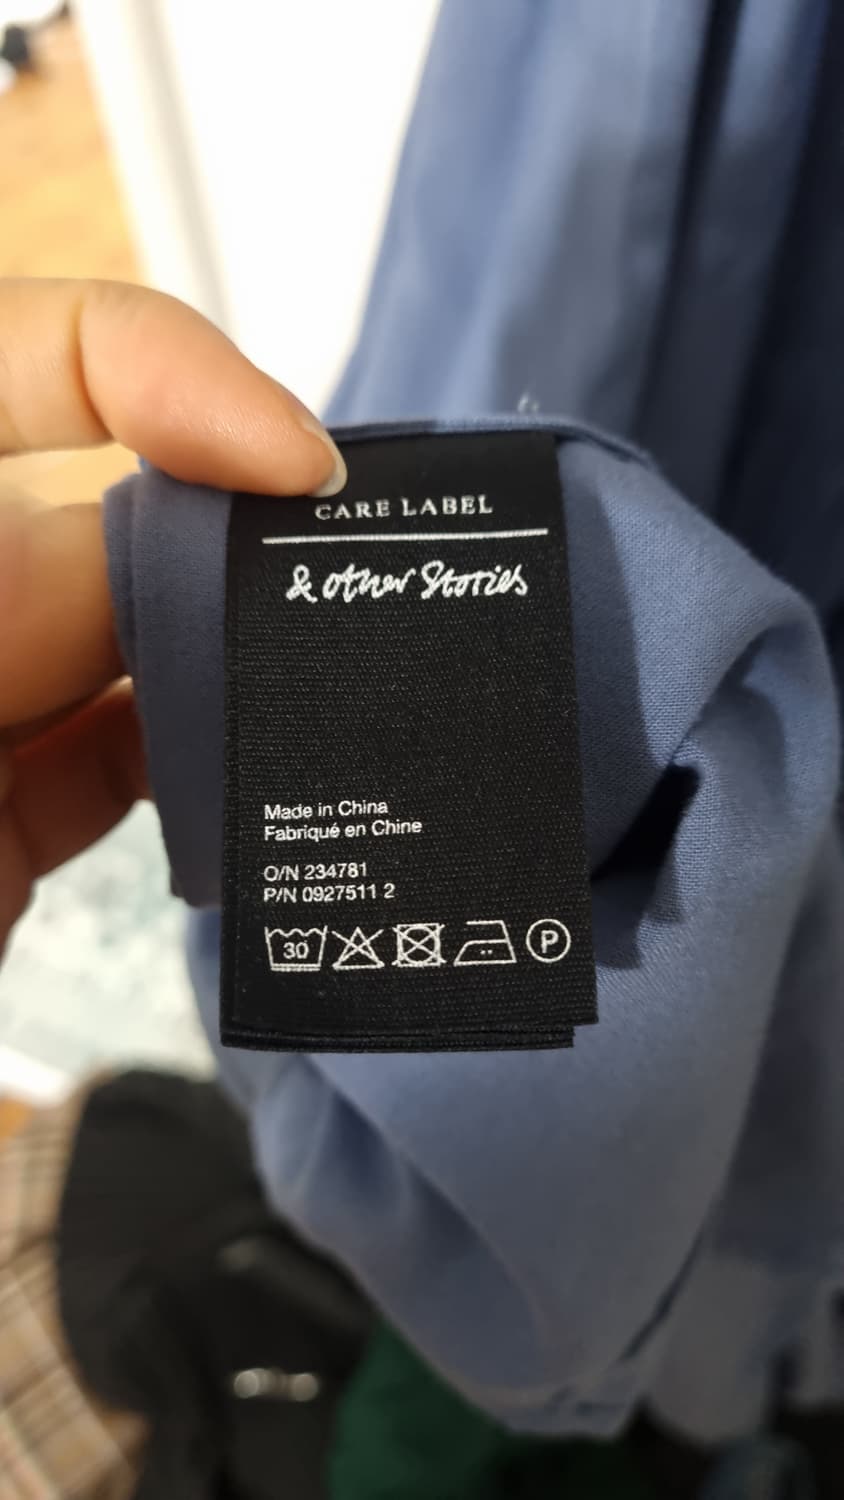 CARE LABEL
& other Stories
Made in China
Fabriqué en Chine
O/N 234781
P/N 0927511 2
30 P